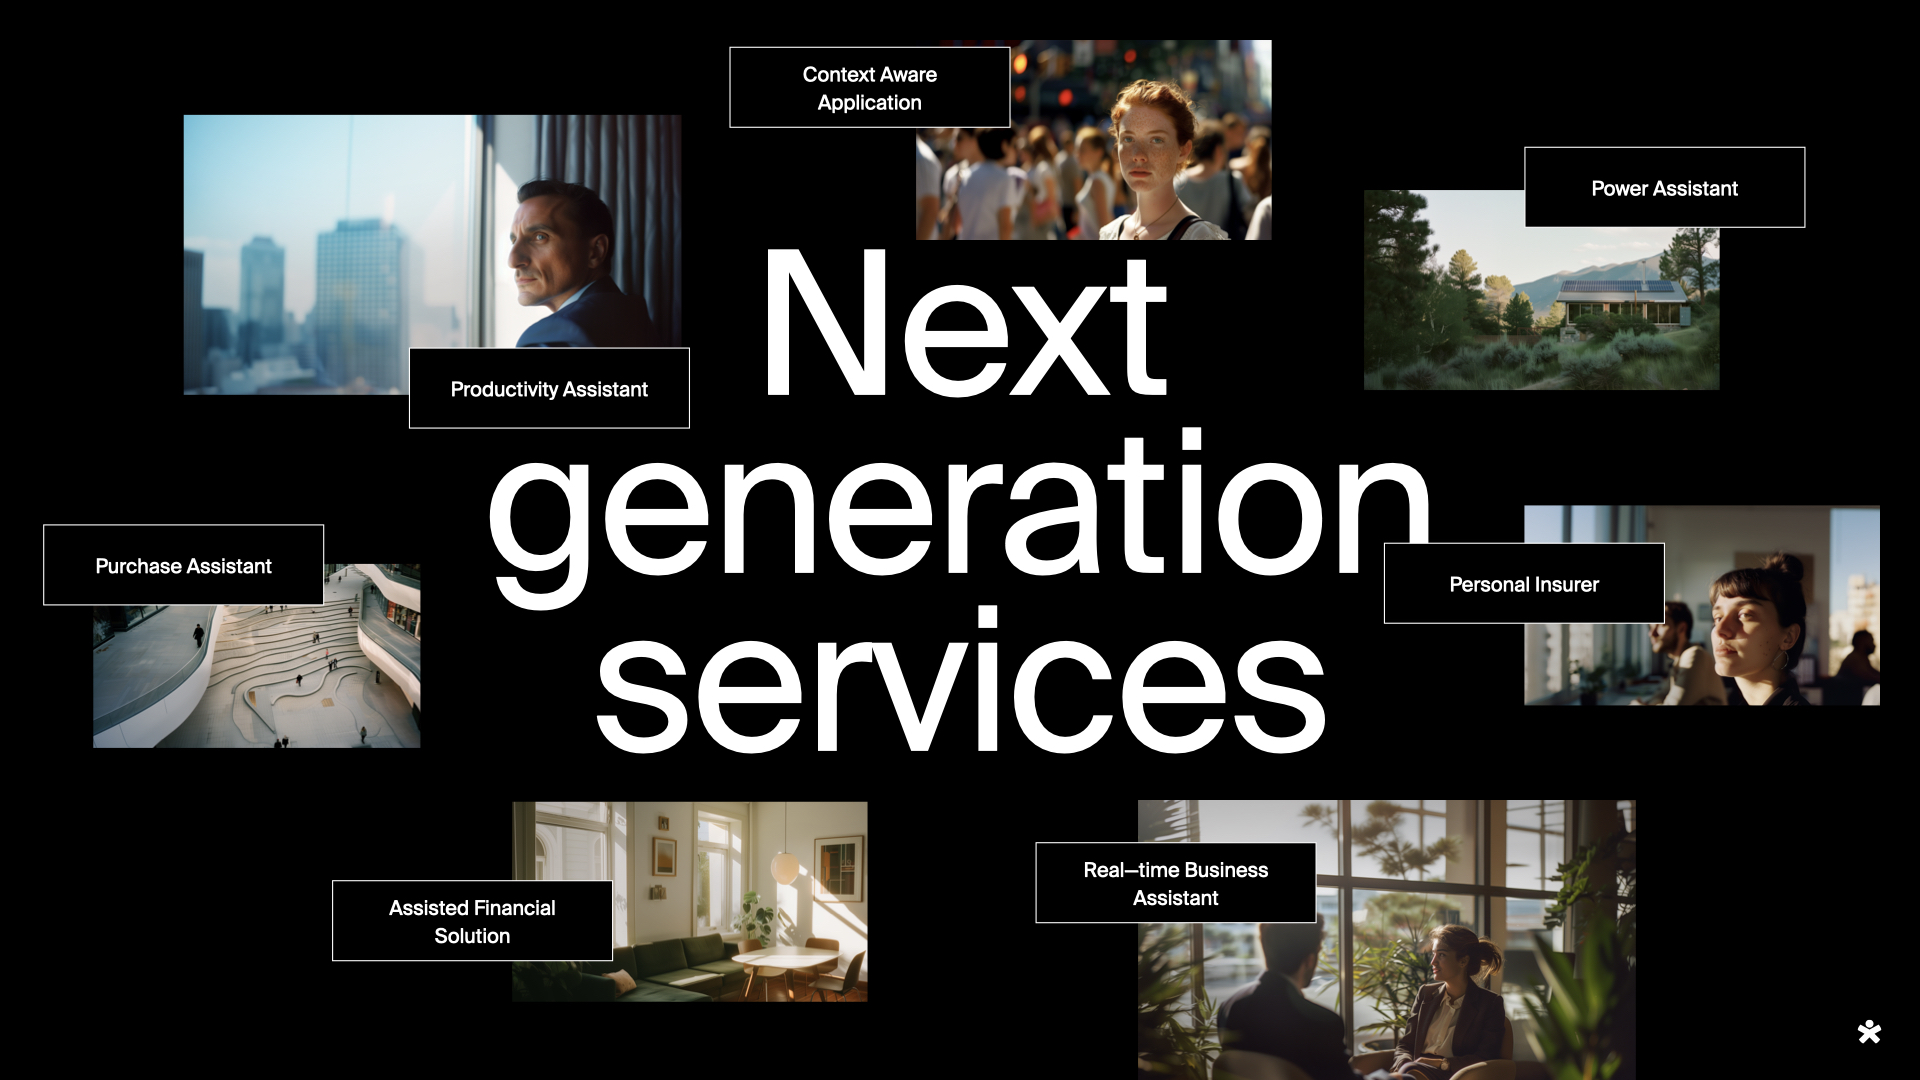 Context Aware
Application
Power Assistant
Productivity Assistant
Next
generation
services
Purchase Assistant
Personal Insurer
Assisted Financial
Solution
Real—time Business
Assistant